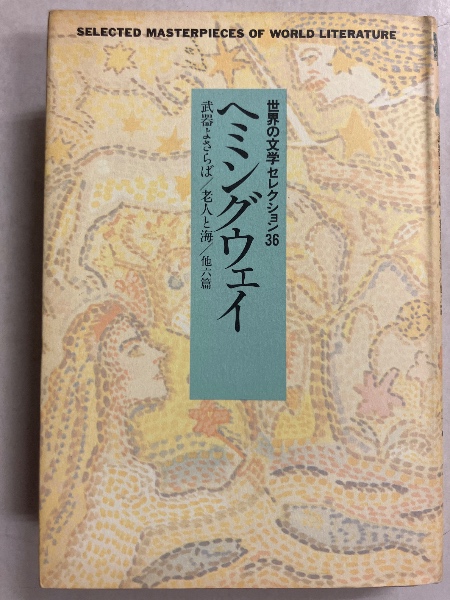 SELECTED MASTERPIECES OF WORLD LITERATURE
世界の文学 セレクション36
ヘミングウェイ
武器よさらば/老人と海/他六篇